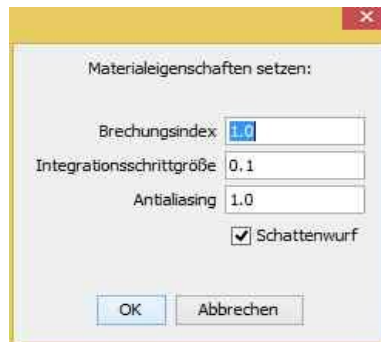 Materialeigenschaften setzen:
Brechungsindex 1.0
Integrationsschrittgröße 0.1
Antialiasing 1.0
Schattenwurf
OK Abbrechen